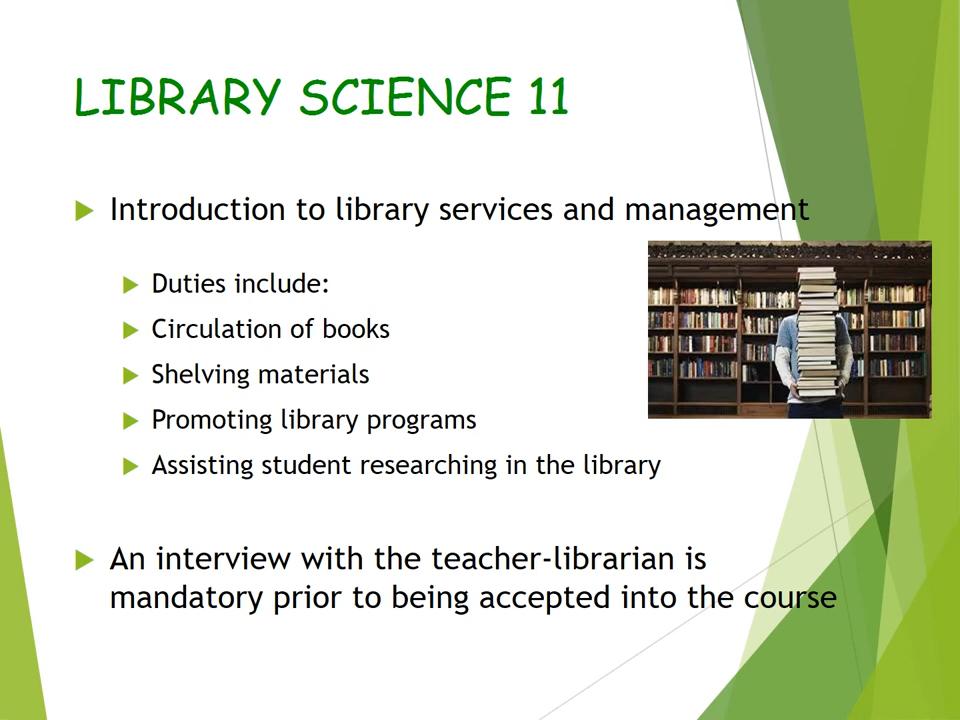 LIBRARY SCIENCE 11
Introduction to library services and management
Duties include:
Circulation of books
Shelving materials
Promoting library programs
Assisting student researching in the library
An interview with the teacher-librarian is
mandatory prior to being accepted into the course